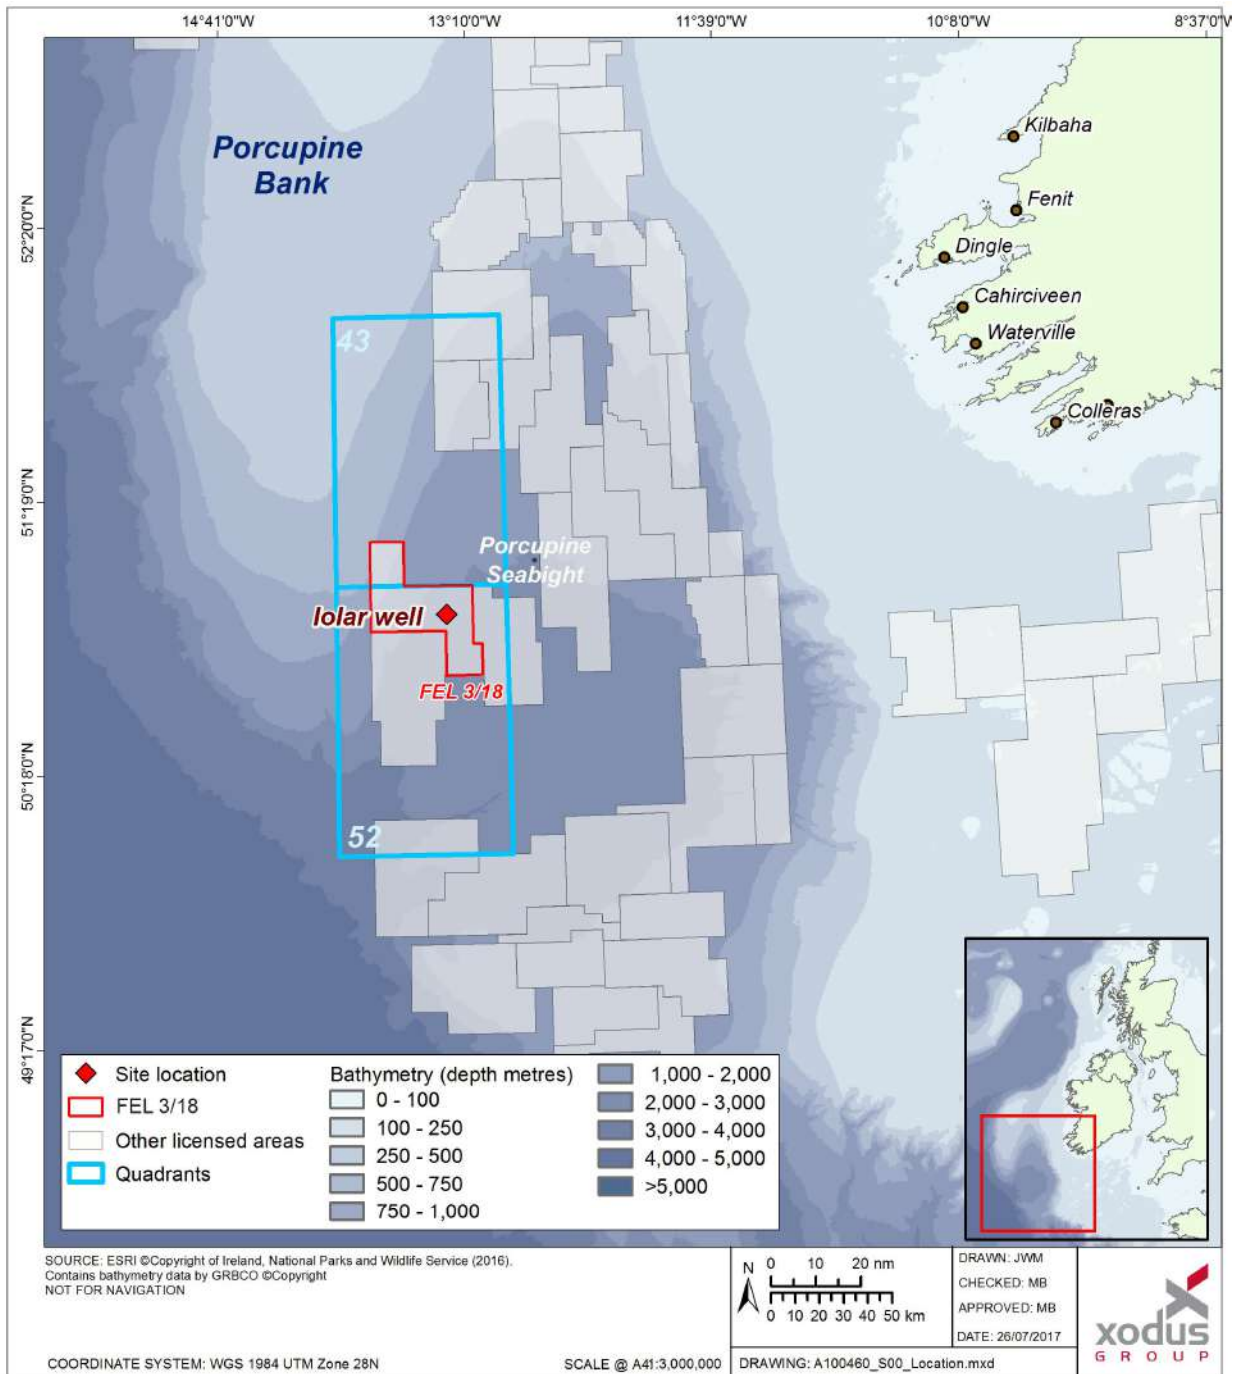 14°41'0"W
13°10'0"W
11°39'0"W
10°8'0"W
8°37'0"W
52°20'0"N
51°19'0"N
50°18'0"N
49°17'0"N
Porcupine
Bank
Kilbaha
Fenit
Dingle
Cahirciveen
Waterville
Colleras
43
Porcupine
Seabight
Iolar well
FEL 3/18
52
Site location
FEL 3/18
Other licensed areas
Quadrants
Bathymetry (depth metres)
0 - 100
100 - 250
250 - 500
500 - 750
750 - 1,000
1,000 - 2,000
2,000 - 3,000
3,000 - 4,000
4,000 - 5,000
>5,000
SOURCE: ESRI ©Copyright of Ireland, National Parks and Wildlife Service (2016).
Contains bathymetry data by GRBCO ©Copyright
NOT FOR NAVIGATION
COORDINATE SYSTEM: WGS 1984 UTM Zone 28N
SCALE @ A41:3,000,000
N
0 10 20 nm
0 10 20 30 40 50 km
DRAWING: A100460_S00_Location.mxd
DRAWN: JWM
CHECKED: MB
APPROVED: MB
DATE: 26/07/2017
xodus
GROUP